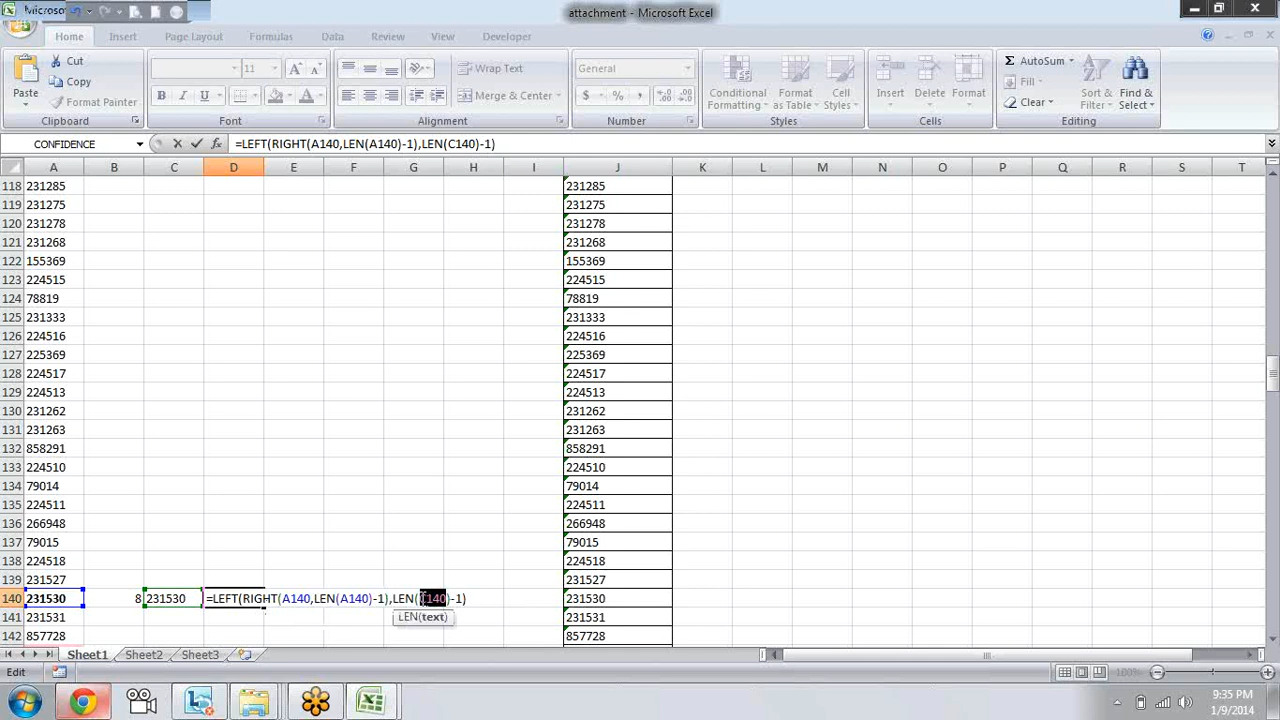 Microso
attachment - Microsoft Excel
Home Insert Page Layout Formulas Data Review View Developer
Paste
Cut
Copy
Format Painter
Clipboard
11
A A
B I U
A
Font
Wrap Text
Merge & Center
Alignment
General
$ % ,
Number
Conditional Formatting
Format as Table
Cell Styles
Styles
Insert
Delete
Format
Cells
Σ AutoSum
Fill
Clear
Sort & Filter
Find & Select
Editing
CONFIDENCE fx =LEFT(RIGHT(A140,LEN(A140)-1),LEN(C140)-1)
A B C D E F G H I J K L M N O P Q R S T
118 231285 231285
119 231275 231275
120 231278 231278
121 231268 231268
122 155369 155369
123 224515 224515
124 78819 78819
125 231333 231333
126 224516 224516
127 225369 225369
128 224517 224517
129 224513 224513
130 231262 231262
131 231263 231263
132 858291 858291
133 224510 224510
134 79014 79014
135 224511 224511
136 266948 266948
137 79015 79015
138 224518 224518
139 231527 231527
140 231530 8 231530 =LEFT(RIGHT(A140,LEN(A140)-1),LEN(C140)-1) 231530
LEN(text)
141 231531 231531
142 857728 857728
Sheet1 Sheet2 Sheet3
Edit 100%
9:35 PM
1/9/2014